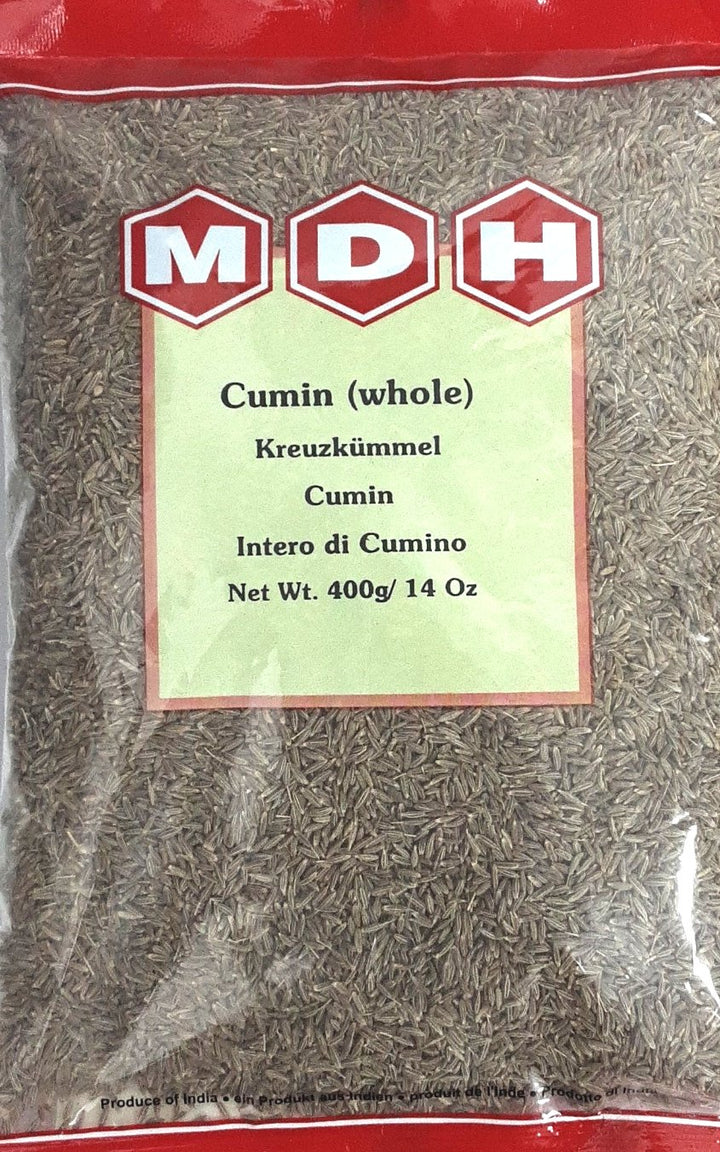 MDH
Cumin (whole)
Kreuzkümmel
Cumin
Intero di Cumino
Net Wt. 400g/ 14 Oz
Produce of India • ein Produkt aus Indien • produit de l'Inde • Prodotto di India